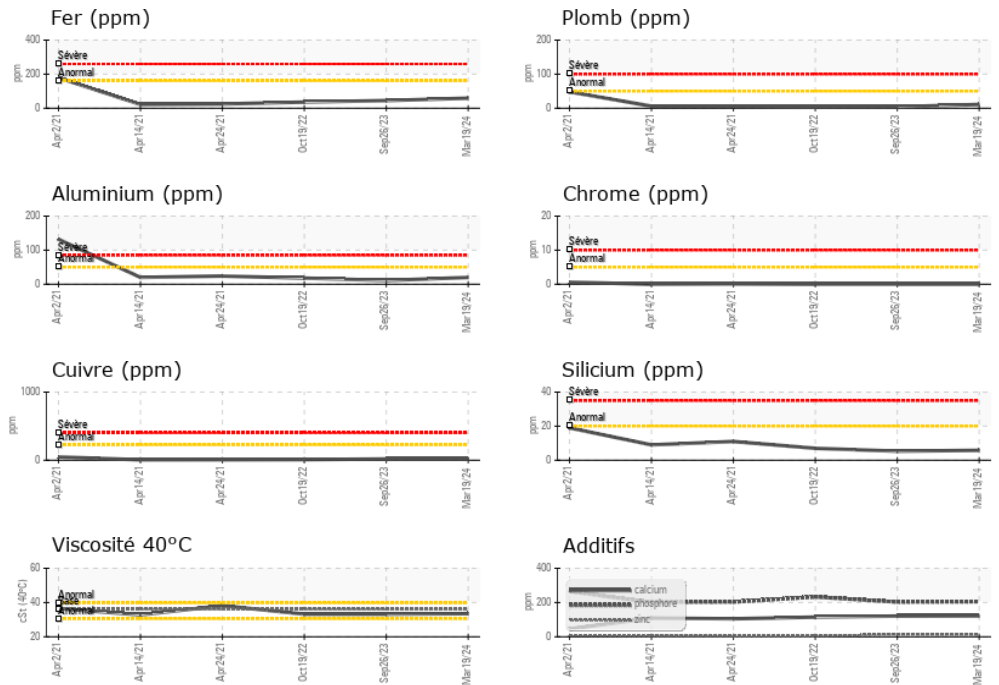 Fer (ppm)
400
200
0
ppm
Sévère
Anormal
Apr2/21
Apr14/21
Apr24/21
Oct19/22
Sep26/23
Mar19/24
Plomb (ppm)
200
100
0
ppm
Sévère
Anormal
Apr2/21
Apr14/21
Apr24/21
Oct19/22
Sep26/23
Mar19/24
Aluminium (ppm)
200
100
0
ppm
Sévère
Anormal
Apr2/21
Apr14/21
Apr24/21
Oct19/22
Sep26/23
Mar19/24
Chrome (ppm)
20
10
0
ppm
Sévère
Anormal
Apr2/21
Apr14/21
Apr24/21
Oct19/22
Sep26/23
Mar19/24
Cuivre (ppm)
1000
0
ppm
Sévère
Anormal
Apr2/21
Apr14/21
Apr24/21
Oct19/22
Sep26/23
Mar19/24
Silicium (ppm)
40
20
0
ppm
Sévère
Anormal
Apr2/21
Apr14/21
Apr24/21
Oct19/22
Sep26/23
Mar19/24
Viscosité 40°C
60
40
20
cSt (40°C)
Anormal
Base
Anormal
Apr2/21
Apr14/21
Apr24/21
Oct19/22
Sep26/23
Mar19/24
Additifs
400
200
0
ppm
calcium
phosphore
zinc
Apr2/21
Apr14/21
Apr24/21
Oct19/22
Sep26/23
Mar19/24